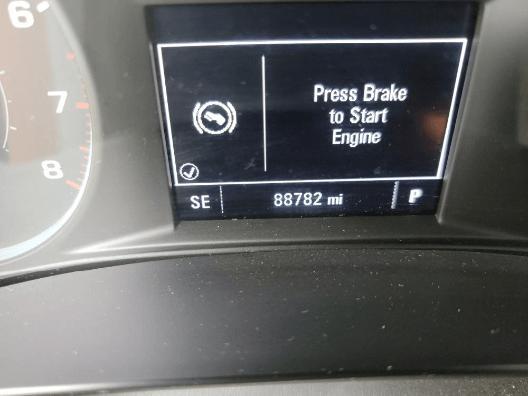 6
7
8
Press Brake
to Start
Engine
SE 88782 mi P